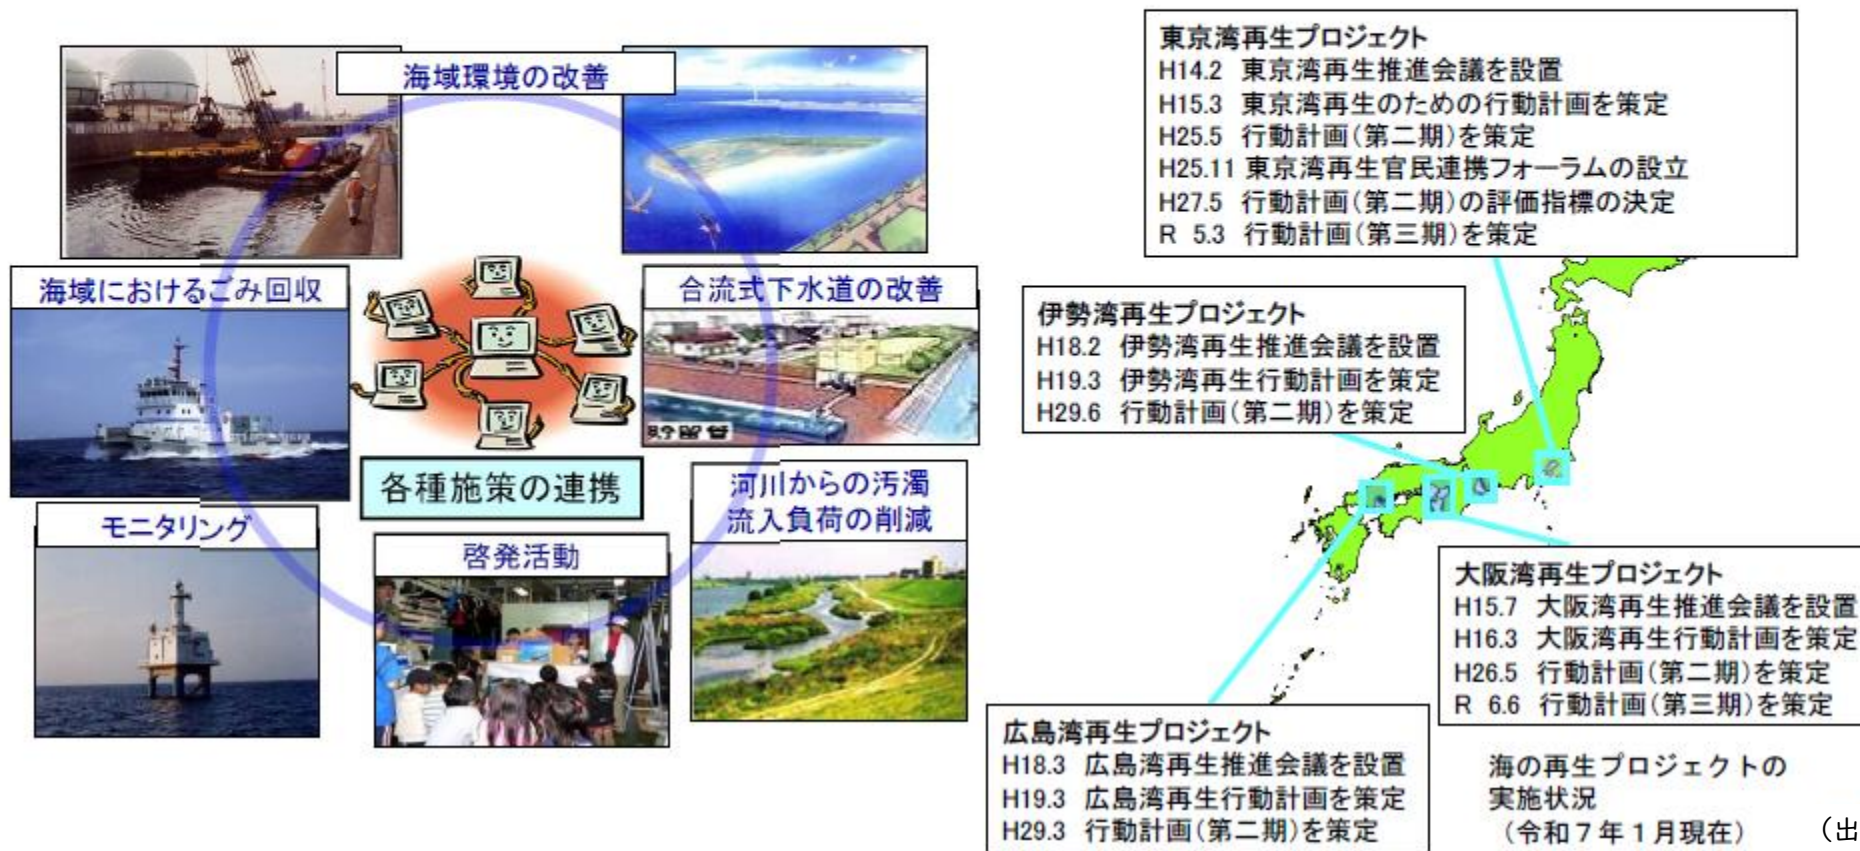 海域環境の改善
海域におけるごみ回収
合流式下水道の改善
貯留管
各種施策の連携
モニタリング
啓発活動
河川からの汚濁
流入負荷の削減
東京湾再生プロジェクト
H14.2 東京湾再生推進会議を設置
H15.3 東京湾再生のための行動計画を策定
H25.5 行動計画(第二期)を策定
H25.11 東京湾再生官民連携フォーラムの設立
H27.5 行動計画(第二期)の評価指標の決定
R 5.3 行動計画(第三期)を策定
伊勢湾再生プロジェクト
H18.2 伊勢湾再生推進会議を設置
H19.3 伊勢湾再生行動計画を策定
H29.6 行動計画(第二期)を策定
大阪湾再生プロジェクト
H15.7 大阪湾再生推進会議を設置
H16.3 大阪湾再生行動計画を策定
H26.5 行動計画(第二期)を策定
R 6.6 行動計画(第三期)を策定
広島湾再生プロジェクト
H18.3 広島湾再生推進会議を設置
H19.3 広島湾再生行動計画を策定
H29.3 行動計画(第二期)を策定
海の再生プロジェクトの
実施状況
(令和7年1月現在)
(出